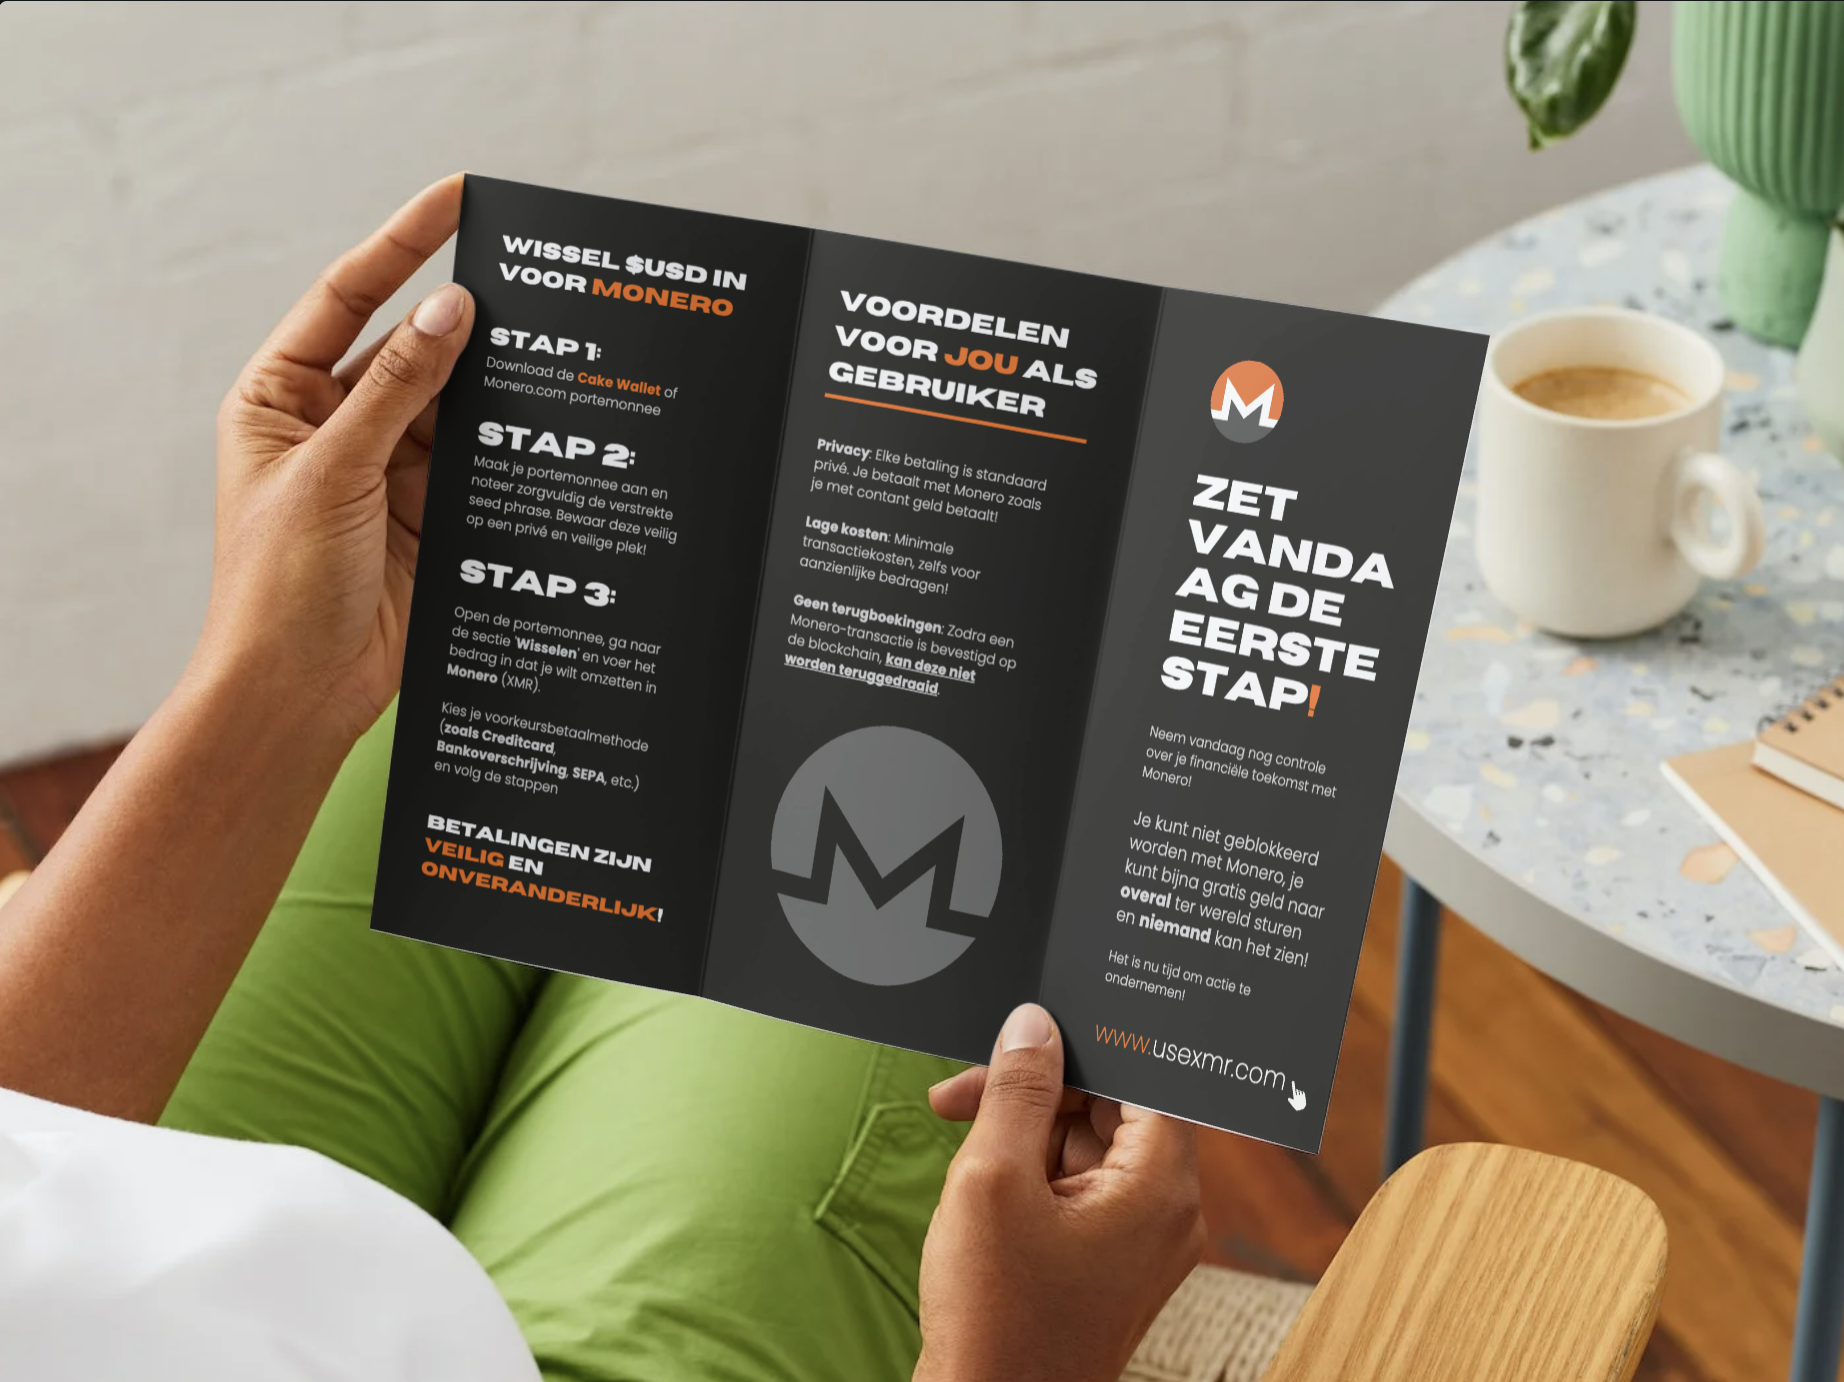 WISSEL $USD IN
VOOR MONERO
STAP 1:
Download de Cake Wallet of
Monero.com portemonnee
STAP 2:
Maak je portemonnee aan en
noteer zorgvuldig de verstrekte
seed phrase. Bewaar deze veilig
op een privé en veilige plek!
STAP 3:
Open de portemonnee, ga naar
de sectie 'Wisselen' en voer het
bedrag in dat je wilt omzetten in
Monero (XMR).
Kies je voorkeursbetaalmethode
(zoals Creditcard,
Bankoverschrijving, SEPA, etc.)
en volg de stappen
BETALINGEN ZIJN
VEILIG EN
ONVERANDERLIJK!
VOORDELEN
VOOR JOU ALS
GEBRUIKER
Privacy: Elke betaling is standaard
privé. Je betaalt met Monero zoals
je met contant geld betaalt!
Lage kosten: Minimale
transactiekosten, zelfs voor
aanzienlijke bedragen!
Geen terugboekingen: Zodra een
Monero-transactie is bevestigd op
de blockchain, kan deze niet
worden teruggedraaid.
ZET
VANDA
AG DE
EERSTE
STAP!
Neem vandaag nog controle
over je financiële toekomst met
Monero!
Je kunt niet geblokkeerd
worden met Monero, je
kunt bijna gratis geld naar
overal ter wereld sturen
en niemand kan het zien!
Het is nu tijd om actie te
ondernemen!
www.usexmr.com